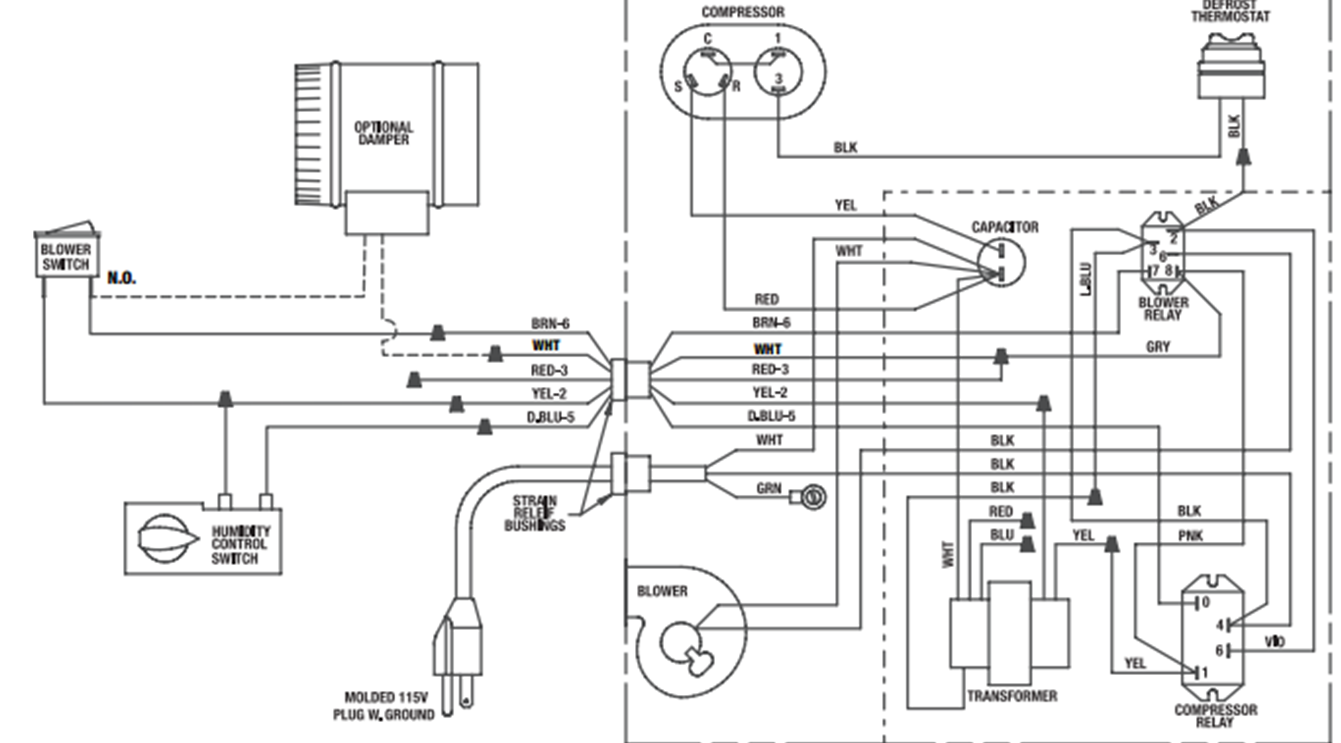 COMPRESSOR
C
1
S
R
3
DEFROST
THERMOSTAT
BLK
BLK
OPTIONAL
DAMPER
BLOWER
SWITCH
N.O.
YEL
CAPACITOR
WHT
RED
BLK
2
3
6
7 8
BLOWER
RELAY
L.BLU
GRY
BRN-6
WHT
RED-3
YEL-2
D.BLU-5
BRN-6
WHT
RED-3
YEL-2
D.BLU-5
WHT
GRN
BLK
BLK
BLK
RED
BLU
YEL
BLK
PNK
WHT
STRAIN
RELIEF
BUSHINGS
HUMIDITY
CONTROL
SWITCH
BLOWER
MOLDED 115V
PLUG W. GROUND
TRANSFORMER
YEL
0
4
6
1
VIO
COMPRESSOR
RELAY